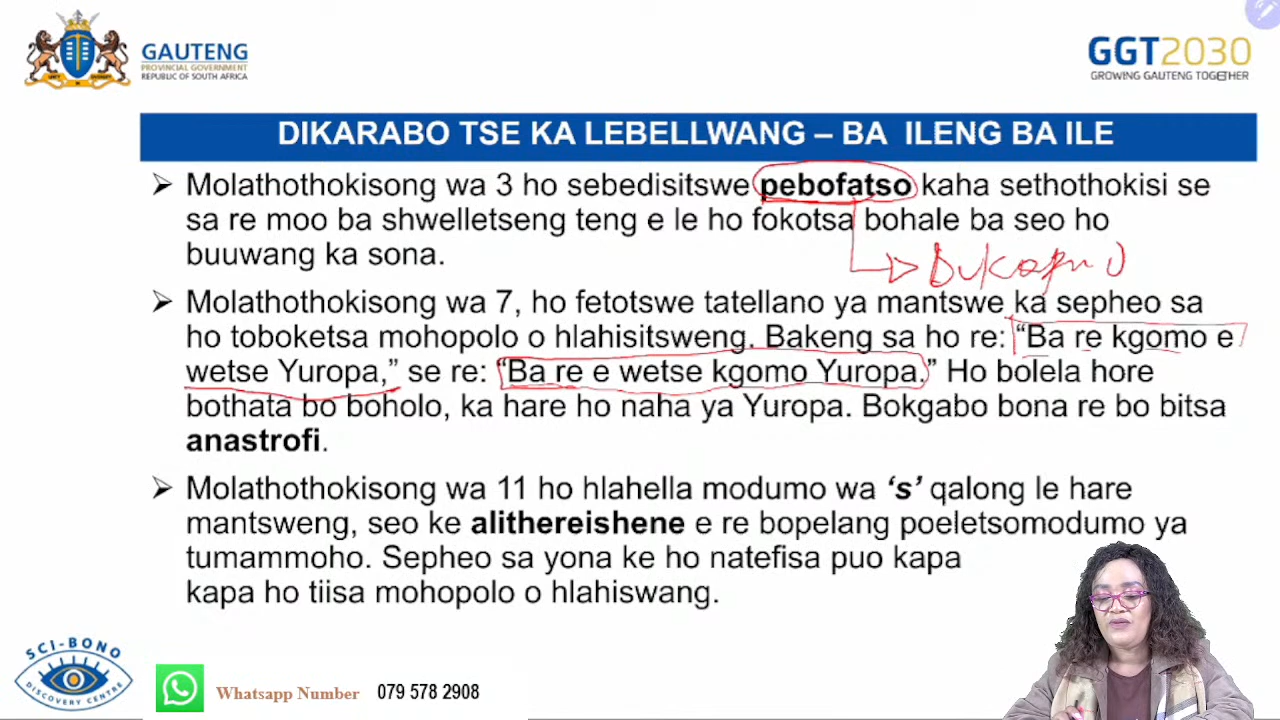 GAUTENG
PROVINCIAL GOVERNMENT
REPUBLIC OF SOUTH AFRICA
GGT2030
GROWING GAUTENG TOGETHER
DIKARABO TSE KA LEBELLWANG – BA ILENG BA ILE
➢ Molathothokisong wa 3 ho sebedisitswe pebofatso kaha sethothokisi se
sa re moo ba shwelletseng teng e le ho fokotsa bohale ba seo ho
buuwang ka sona.
➢ Molathothokisong wa 7, ho fetotswe tatellano ya mantswe ka sepheo sa
ho toboketsa mohopolo o hlahisitsweng. Bakeng sa ho re: “Ba re kgomo e
wetse Yuropa,” se re: “Ba re e wetse kgomo Yuropa.” Ho bolela hore
bothata bo boholo, ka hare ho naha ya Yuropa. Bokgabo bona re bo bitsa
anastrofi.
➢ Molathothokisong wa 11 ho hlahella modumo wa ‘s’ qalong le hare
mantsweng, seo ke alithereishene e re bopelang poeletsomodumo ya
tumammoho. Sepheo sa yona ke ho natefisa puo kapa
kapa ho tiisa mohopolo o hlahiswang.
SCI-BONO
DISCOVERY CENTRE
Whatsapp Number 079 578 2908